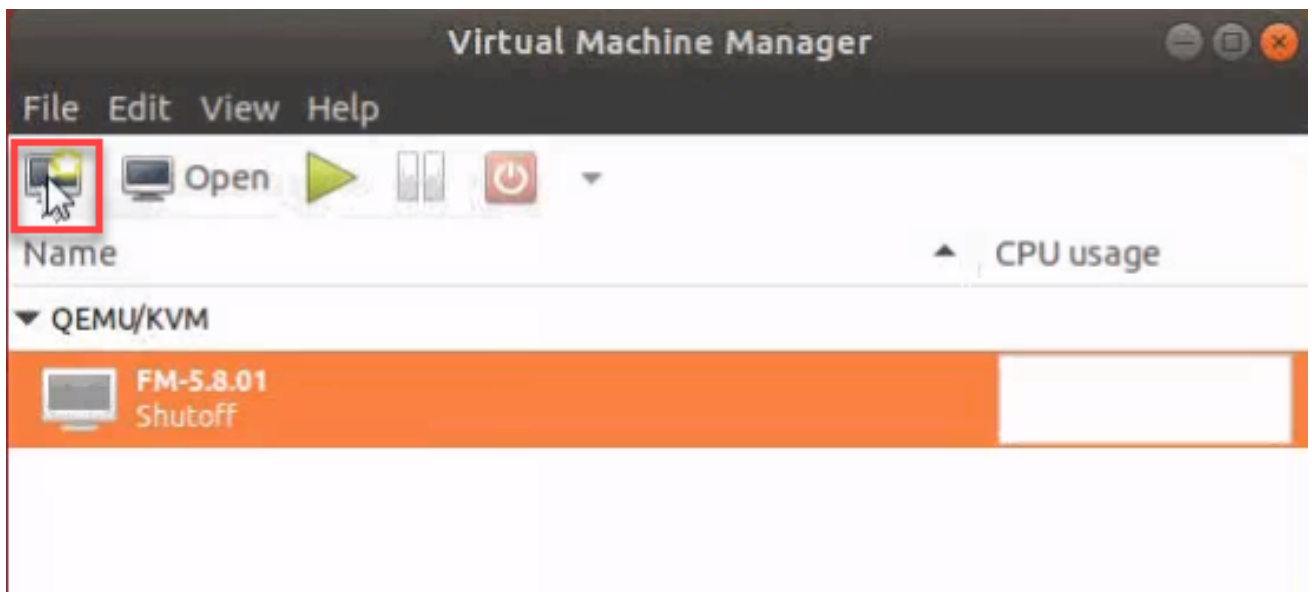 Virtual Machine Manager
File Edit View Help
Open
Name CPU usage
QEMU/KVM
FM-5.8.01
Shutoff